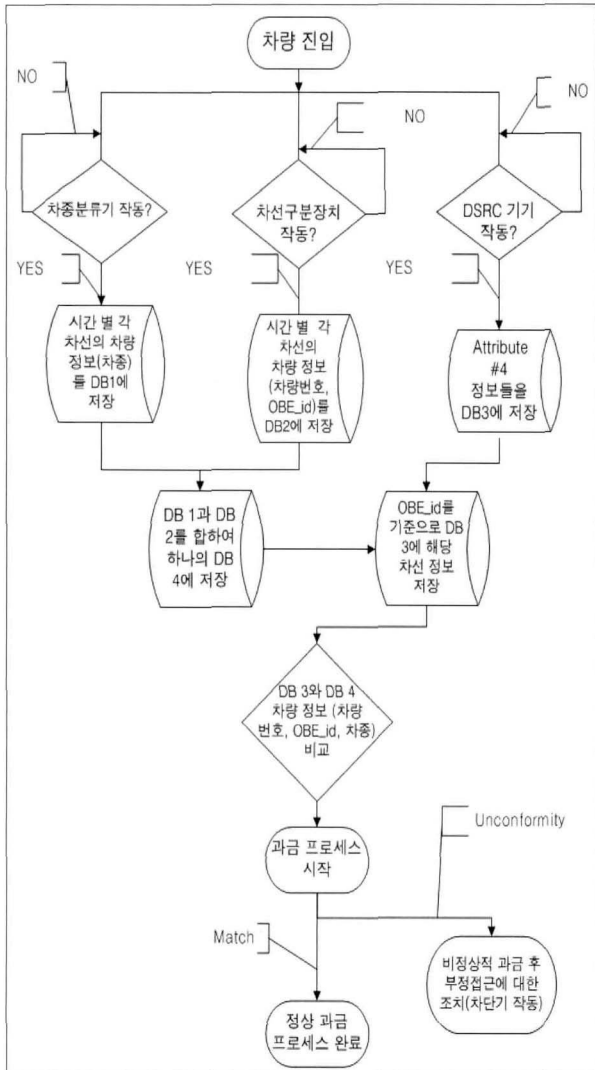 차량 진입
NO
NO
NO
차종분류기 작동?
차선구분장치
작동?
DSRC 기기
작동?
YES
YES
YES
시간 별 각
차선의 차량
정보(차종)
를 DB1에
저장
시간 별 각
차선의
차량 정보
(차량번호,
OBE_id)를
DB2에 저장
Attribute
#4
정보들을
DB3에 저장
DB 1과 DB
2를 합하여
하나의 DB
4에 저장
OBE_id를
기준으로 DB
3에 해당
차선 정보
저장
DB 3와 DB 4
차량 정보 (차량
번호, OBE_id, 차종)
비교
과금 프로세스
시작
Unconformity
Match
비정상적 과금 후
부정접근에 대한
조치(차단기 작동)
정상 과금
프로세스 완료